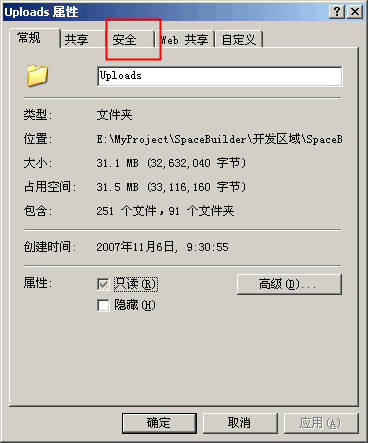 Uploads 属性
常规 共享 安全 Web 共享 自定义
Uploads
类型: 文件夹
位置: E:\MyProject\SpaceBuilder\开发区域\SpaceB
大小: 31.1 MB (32,632,040 字节)
占用空间: 31.5 MB (33,116,160 字节)
包含: 251 个文件，91 个文件夹
创建时间: 2007年11月6日, 9:30:55
属性: 只读(R) 高级(D)...
隐藏(H)
确定 取消 应用(A)